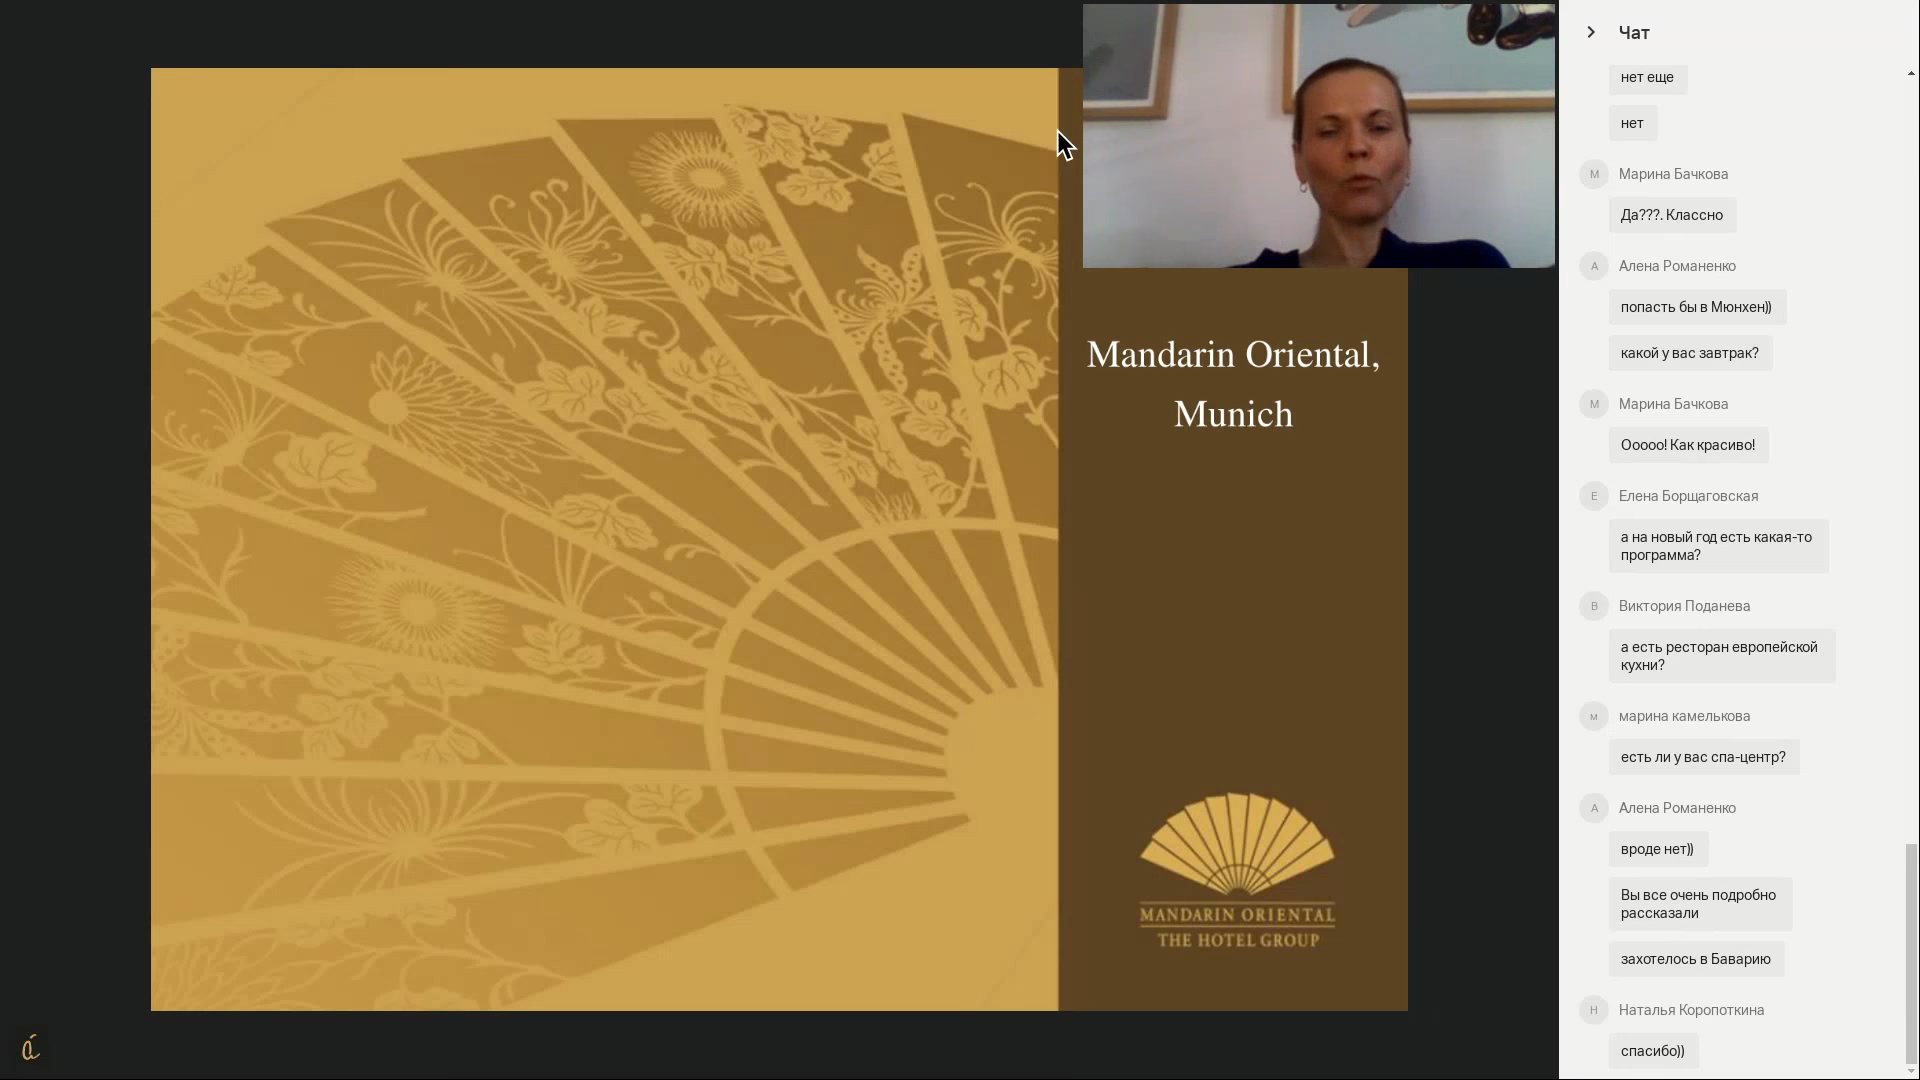 Mandarin Oriental,
Munich
MANDARIN ORIENTAL
THE HOTEL GROUP
á
Чат
нет еще
нет
М
Марина Бачкова
Да???. Классно
А
Алена Романенко
попасть бы в Мюнхен))
какой у вас завтрак?
М
Марина Бачкова
Ооооо! Как красиво!
Е
Елена Борщаговская
а на новый год есть какая-то
программа?
В
Виктория Поданева
а есть ресторан европейской
кухни?
м
марина камелькова
есть ли у вас спа-центр?
А
Алена Романенко
вроде нет))
Вы все очень подробно
рассказали
захотелось в Баварию
Н
Наталья Коропоткина
спасибо))